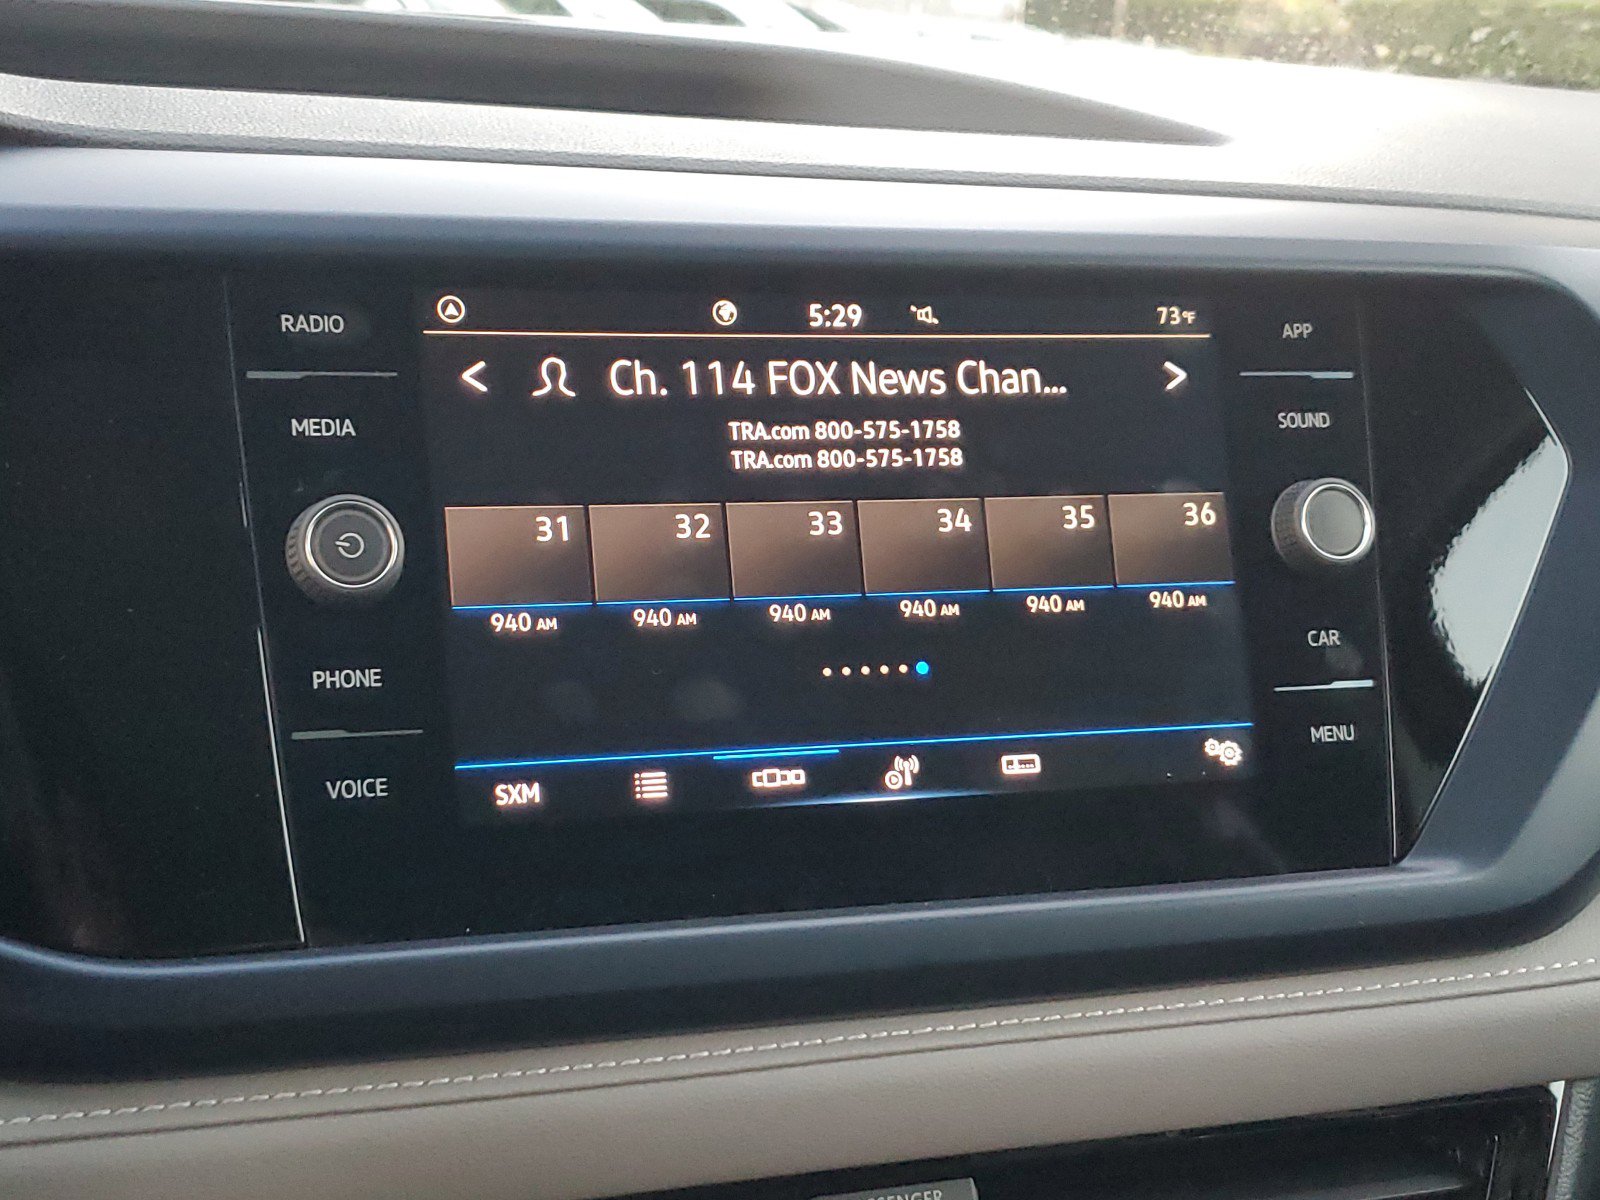 5:29
73°F
RADIO
APP
< Ch. 114 FOX News Chan... >
MEDIA
SOUND
TRA.com 800-575-1758
TRA.com 800-575-1758
31 32 33 34 35 36
940 AM 940 AM 940 AM 940 AM 940 AM 940 AM
PHONE
CAR
VOICE
MENU
SXM